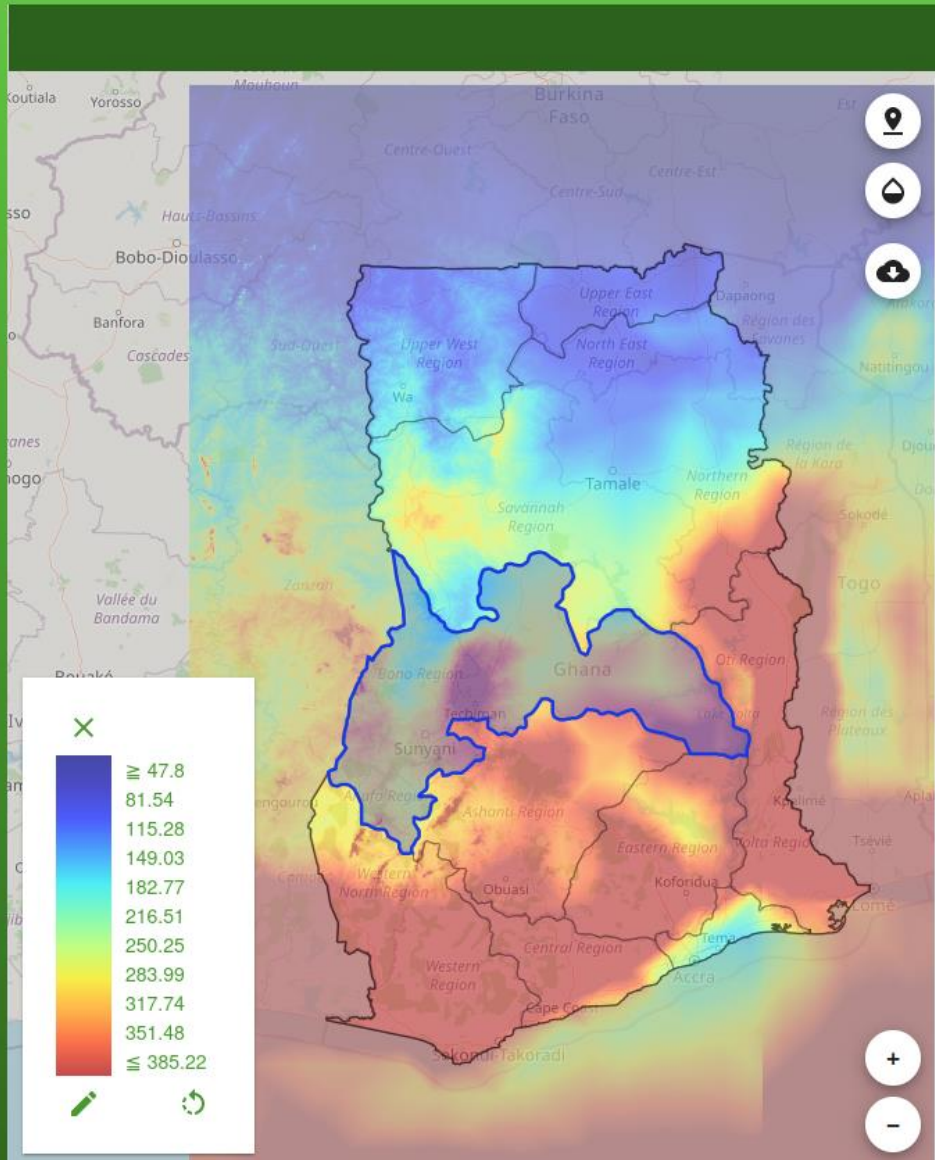 Mouhoun
Koutiala
Yorosso
Burkina
Faso
Est
Centre-Ouest
Centre-Est
Centre-Sud
sso
Hauts-Bassins
Bobo-Dioulasso
Upper East
Region
Dapaong
Banfora
Région des
Savanes
Sud-Ouest
Upper West
Region
North East
Region
Cascades
Natitingou
Wa
Région de
la Kara
Tamale
Northern
Region
Savannah
Region
Sokodé
Zanzan
Togo
Vallée du
Bandama
Ghana
Oti Region
Bono Region
Bouaké
Techiman
Lake Volta
Région des
Plateaux
Sunyani
≧ 47.8
81.54
115.28
149.03
182.77
216.51
250.25
283.99
317.74
351.48
≦ 385.22
Ahafo Region
Kpalimé
Ashanti Region
Eastern Region
Volta Region
Tsévié
Western
North Region
Obuasi
Koforidua
Lomé
Central Region
Tema
Western
Region
Accra
Cape Coast
Sekondi-Takoradi
+
−